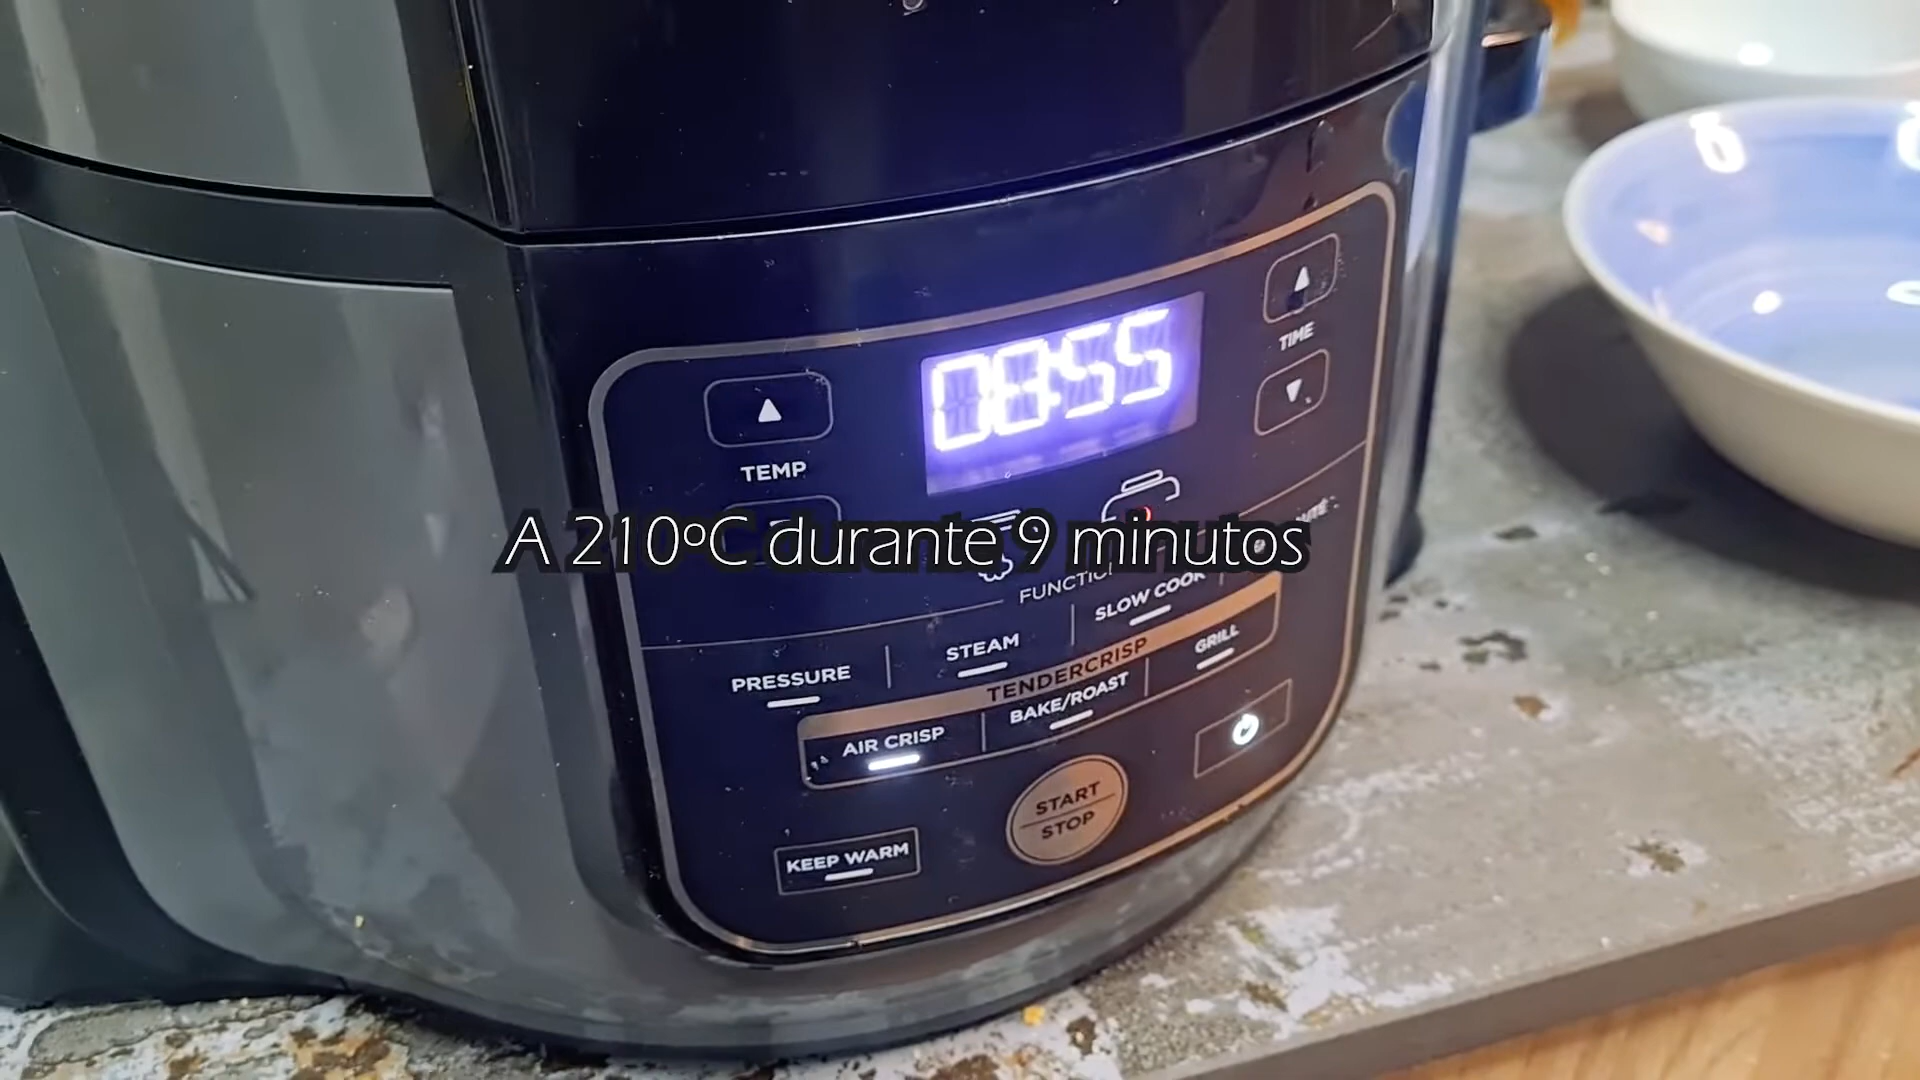 08:55
TIME
TEMP
A 210ºC durante 9 minutos
SLOW COOK
STEAM
PRESSURE
TENDERCRISP
GRILL
BAKE/ROAST
AIR CRISP
START
STOP
KEEP WARM